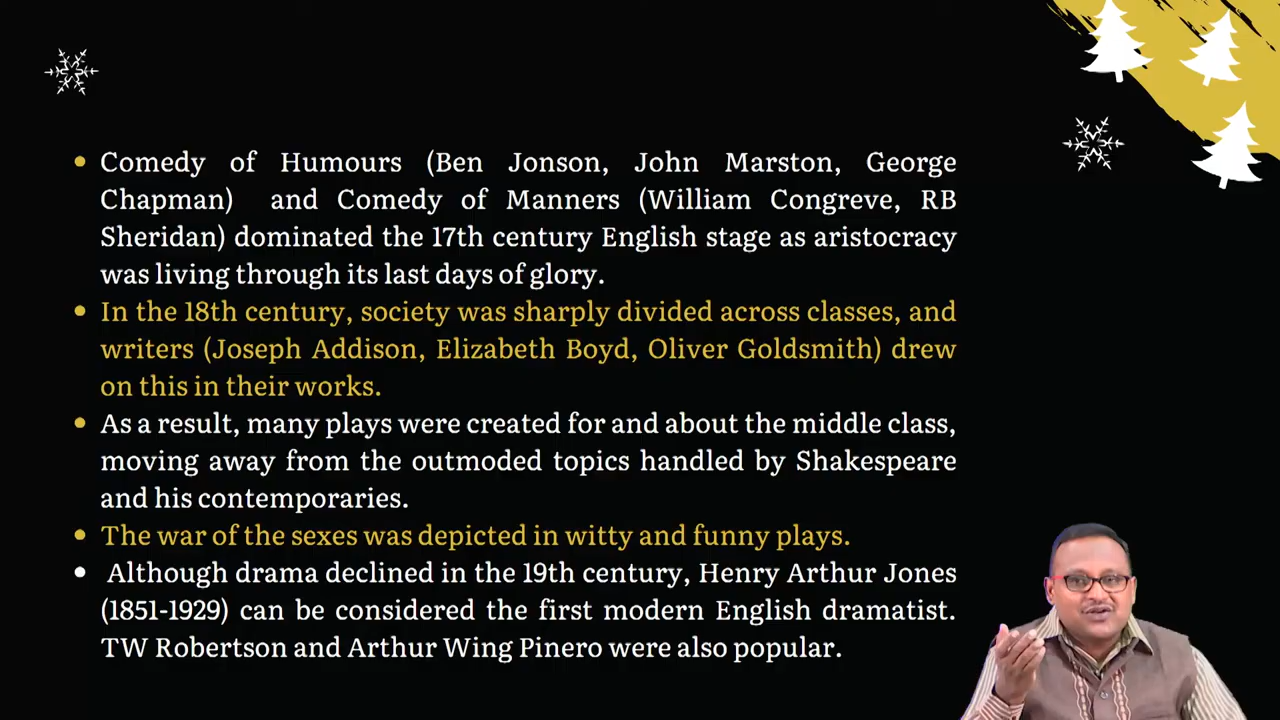 • Comedy of Humours (Ben Jonson, John Marston, George
Chapman) and Comedy of Manners (William Congreve, RB
Sheridan) dominated the 17th century English stage as aristocracy
was living through its last days of glory.
• In the 18th century, society was sharply divided across classes, and
writers (Joseph Addison, Elizabeth Boyd, Oliver Goldsmith) drew
on this in their works.
• As a result, many plays were created for and about the middle class,
moving away from the outmoded topics handled by Shakespeare
and his contemporaries.
• The war of the sexes was depicted in witty and funny plays.
• Although drama declined in the 19th century, Henry Arthur Jones
(1851-1929) can be considered the first modern English dramatist.
TW Robertson and Arthur Wing Pinero were also popular.